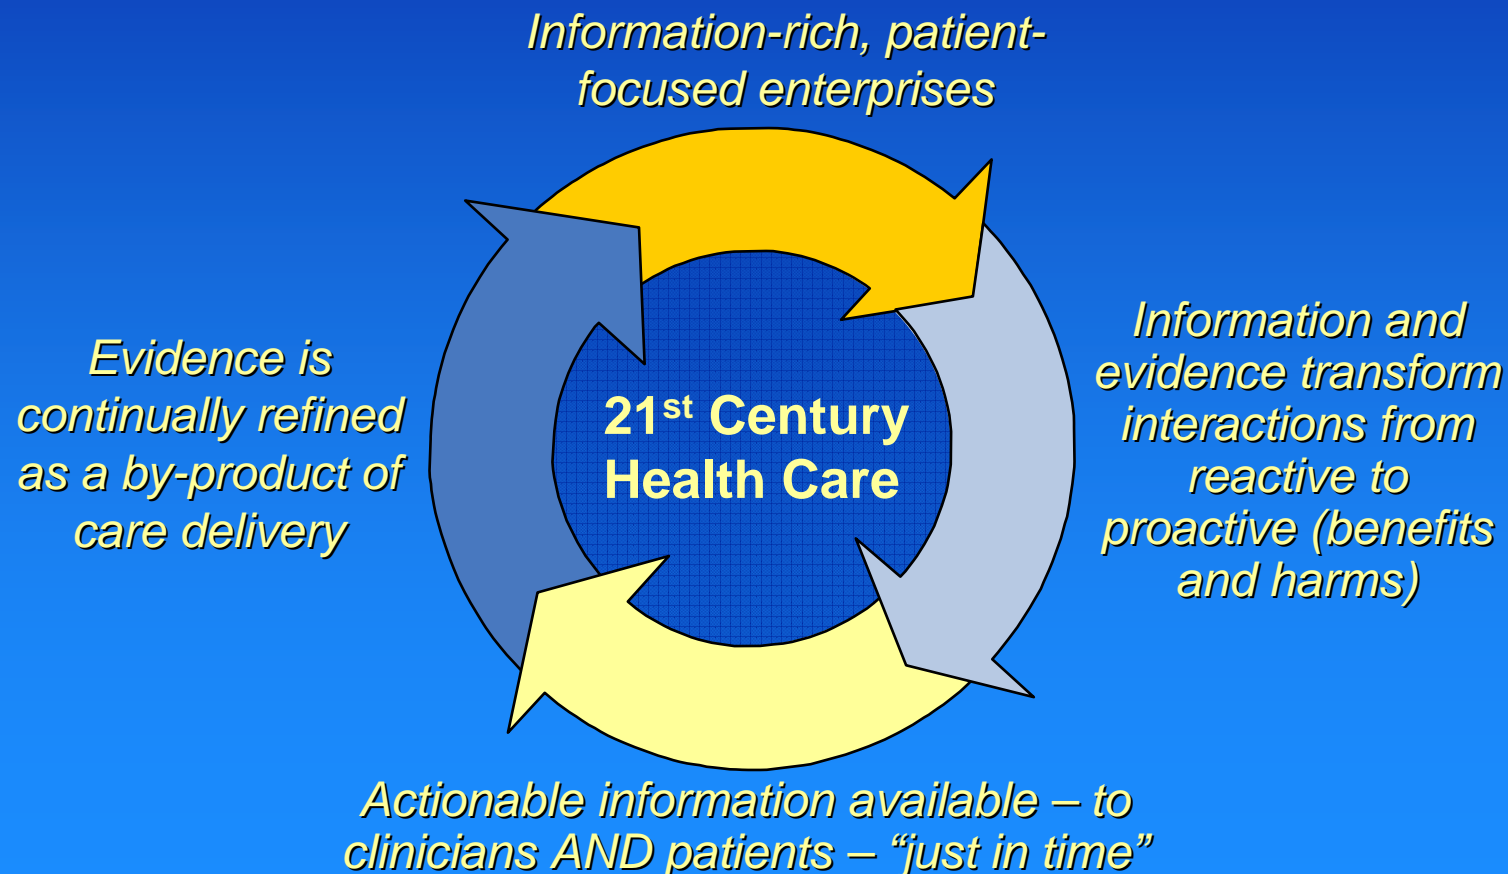 Information-rich, patient-
focused enterprises
Information and
evidence transform
interactions from
reactive to
proactive (benefits
and harms)
Actionable information available – to
clinicians AND patients – “just in time”
Evidence is
continually refined
as a by-product of
care delivery
21st Century
Health Care